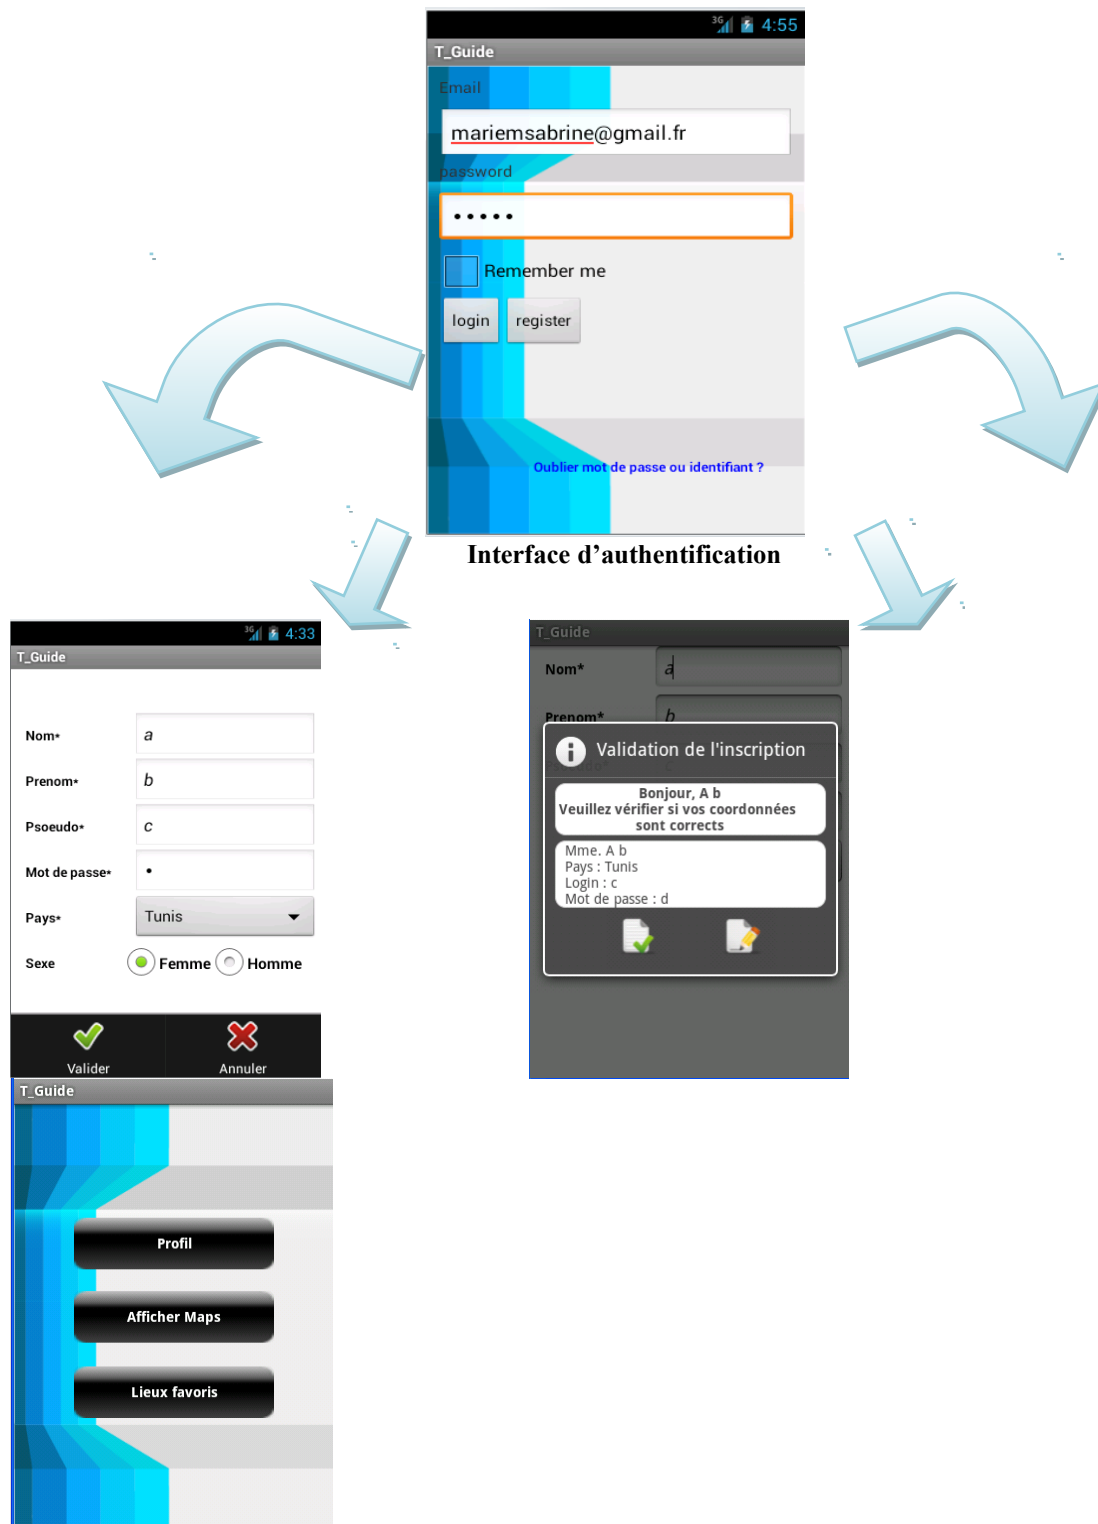 3G 4:55
T_Guide
Email
mariemsabrine@gmail.fr
password
•••••
Remember me
login register
Oublier mot de passe ou identifiant ?
Interface d’authentification
3G 4:33
T_Guide
Nom*
a
Prenom*
b
Psoeudo*
c
Mot de passe*
•
Pays*
Tunis
Sexe
Femme Homme
Valider Annuler
T_Guide
Nom*
a
Prenom*
b
Validation de l'inscription
Bonjour, A b
Veuillez vérifier si vos coordonnées
sont corrects
Mme. A b
Pays : Tunis
Login : c
Mot de passe : d
T_Guide
Profil
Afficher Maps
Lieux favoris